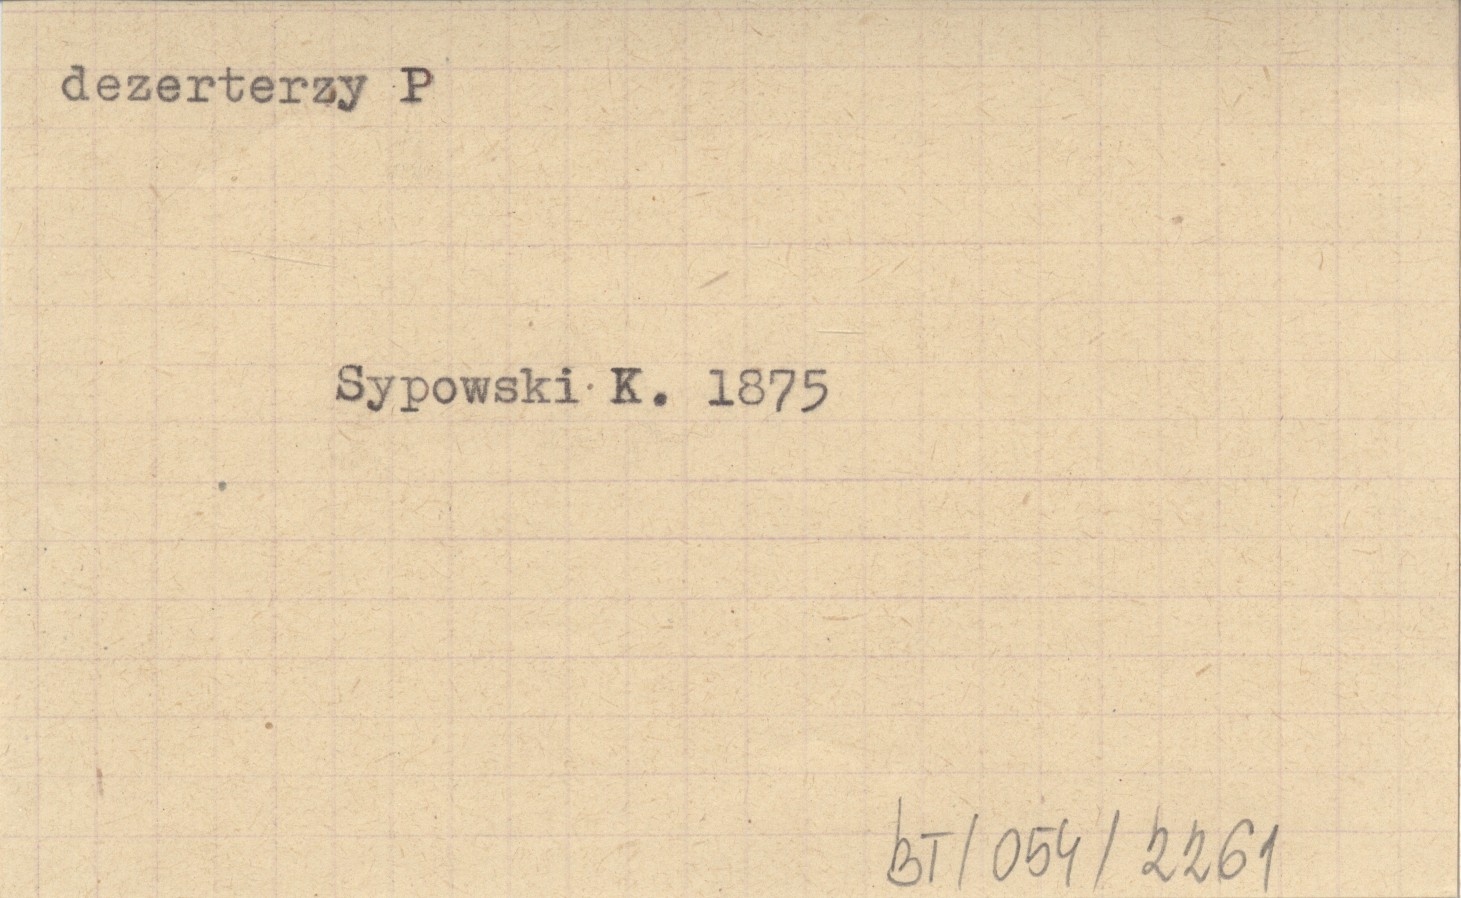 dezerterzy P
Sypowski K. 1875
BT/054/2261